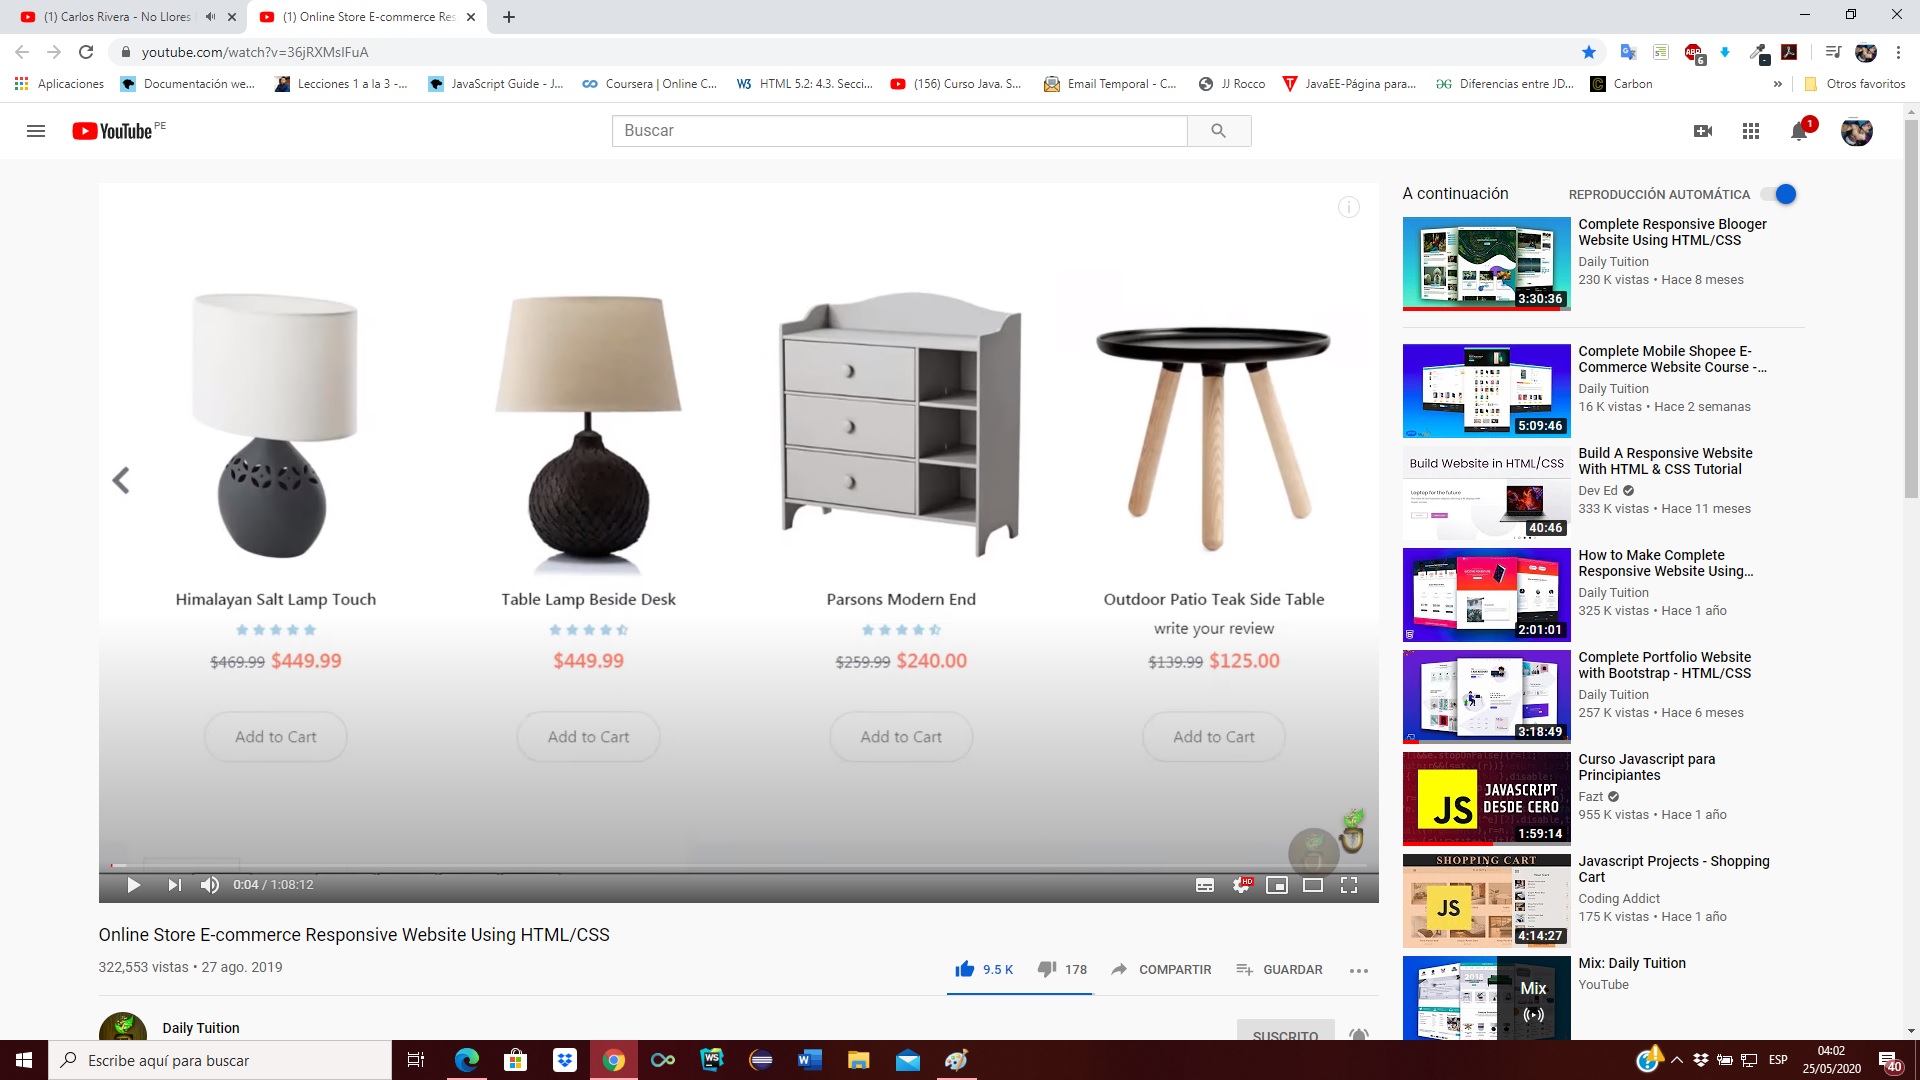 (1) Carlos Rivera - No Llores
(1) Online Store E-commerce Res
youtube.com/watch?v=36jRXMsIFuA
ABP
6
Aplicaciones
Documentación we...
Lecciones 1 a la 3 -...
JavaScript Guide - J...
Coursera | Online C...
W3
HTML 5.2: 4.3. Secci...
(156) Curso Java. S...
Email Temporal - C...
JJ Rocco
JavaEE-Página para...
Diferencias entre JD...
Carbon
»
Otros favoritos
YouTube PE
Buscar
1
A continuación
REPRODUCCIÓN AUTOMÁTICA
Himalayan Salt Lamp Touch
$469.99 $449.99
Add to Cart
Table Lamp Beside Desk
$449.99
Add to Cart
Parsons Modern End
$259.99 $240.00
Add to Cart
Outdoor Patio Teak Side Table
write your review
$139.99 $125.00
Add to Cart
0:04 / 1:08:12
HD
Online Store E-commerce Responsive Website Using HTML/CSS
322,553 vistas • 27 ago. 2019
9.5 K
178
COMPARTIR
GUARDAR
Daily Tuition
SUSCRITO
3:30:36
Complete Responsive Blooger
Website Using HTML/CSS
Daily Tuition
230 K vistas • Hace 8 meses
5:09:46
Complete Mobile Shopee E-
Commerce Website Course -...
Daily Tuition
16 K vistas • Hace 2 semanas
Build Website in HTML/CSS
Laptop for the future
40:46
Build A Responsive Website
With HTML & CSS Tutorial
Dev Ed
333 K vistas • Hace 11 meses
2:01:01
How to Make Complete
Responsive Website Using...
Daily Tuition
325 K vistas • Hace 1 año
3:18:49
Complete Portfolio Website
with Bootstrap - HTML/CSS
Daily Tuition
257 K vistas • Hace 6 meses
JS
JAVASCRIPT
DESDE CERO
1:59:14
Curso Javascript para
Principiantes
Fazt
955 K vistas • Hace 1 año
SHOPPING CART
JS
4:14:27
Javascript Projects - Shopping
Cart
Coding Addict
175 K vistas • Hace 1 año
Mix
Mix: Daily Tuition
YouTube
Escribe aquí para buscar
WS
W
ESP
04:02
25/05/2020
40